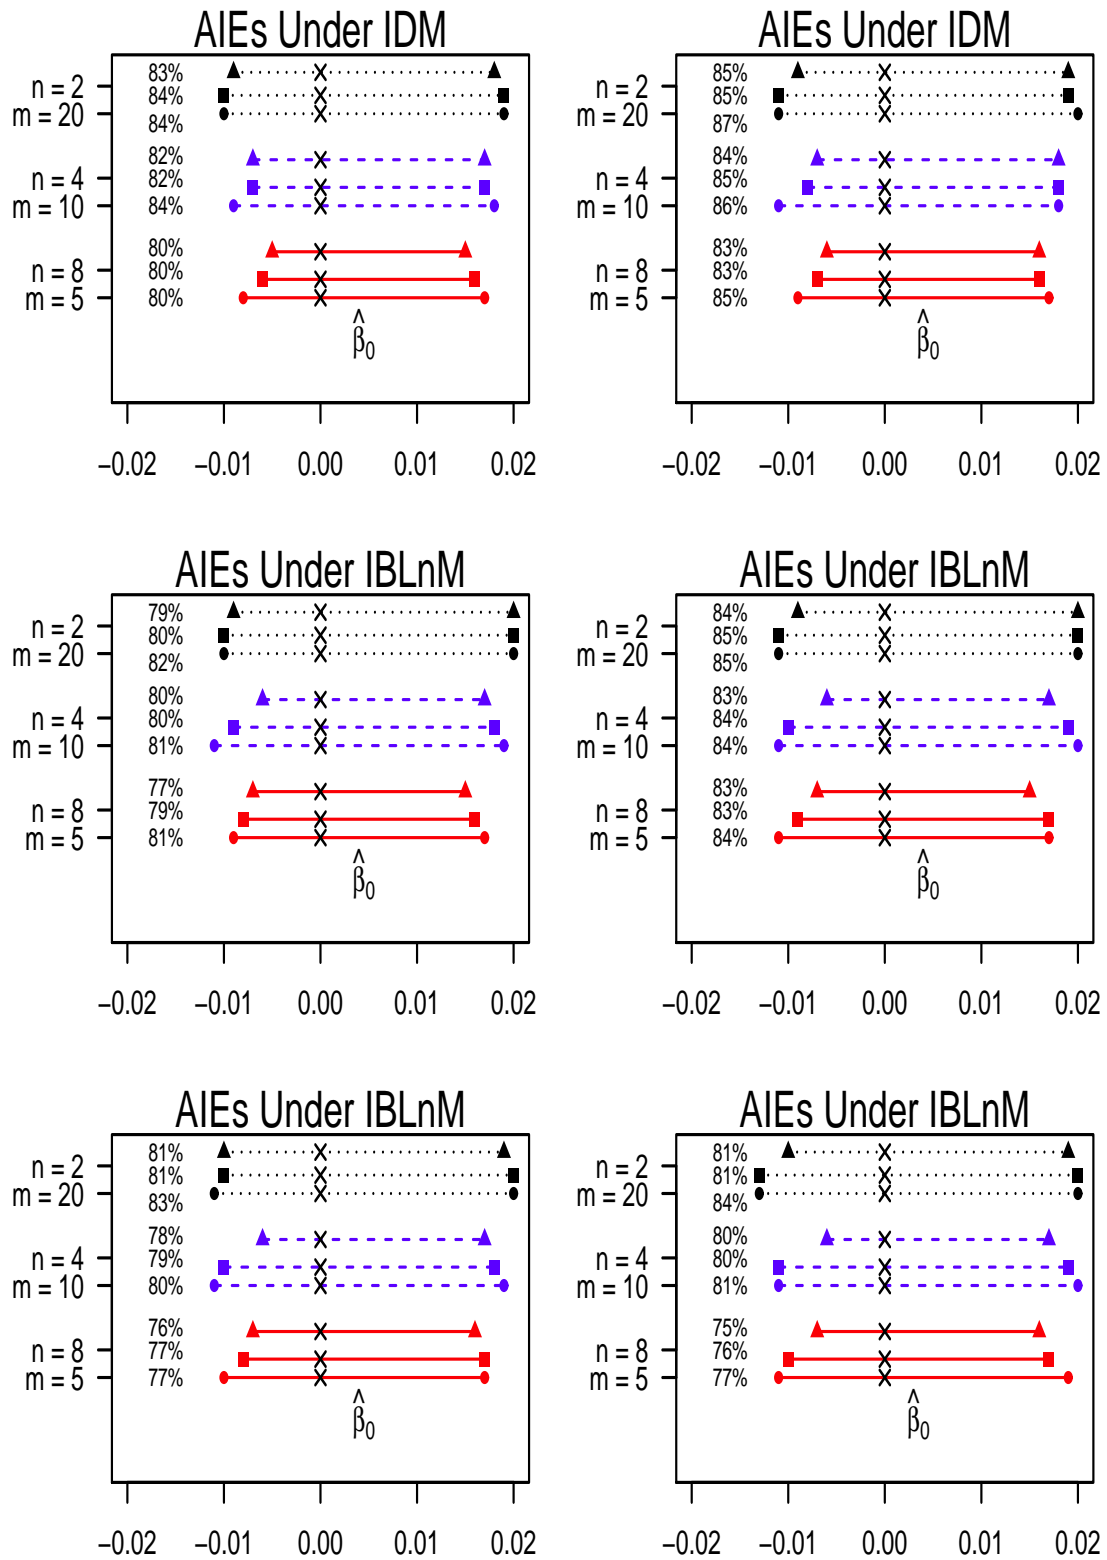 AIEs Under IDM
n = 2
m = 20
n = 4
m = 10
n = 8
m = 5
83%
84%
84%
82%
82%
84%
80%
80%
80%
β̂0
−0.02 −0.01 0.00 0.01 0.02
AIEs Under IDM
n = 2
m = 20
n = 4
m = 10
n = 8
m = 5
85%
85%
87%
84%
85%
86%
83%
83%
85%
β̂0
−0.02 −0.01 0.00 0.01 0.02
AIEs Under IBLnM
n = 2
m = 20
n = 4
m = 10
n = 8
m = 5
79%
80%
82%
80%
80%
81%
77%
79%
81%
β̂0
−0.02 −0.01 0.00 0.01 0.02
AIEs Under IBLnM
n = 2
m = 20
n = 4
m = 10
n = 8
m = 5
84%
85%
85%
83%
84%
84%
83%
83%
84%
β̂0
−0.02 −0.01 0.00 0.01 0.02
AIEs Under IBLnM
n = 2
m = 20
n = 4
m = 10
n = 8
m = 5
81%
81%
83%
78%
79%
80%
76%
77%
77%
β̂0
−0.02 −0.01 0.00 0.01 0.02
AIEs Under IBLnM
n = 2
m = 20
n = 4
m = 10
n = 8
m = 5
81%
81%
84%
80%
80%
81%
75%
76%
77%
β̂0
−0.02 −0.01 0.00 0.01 0.02